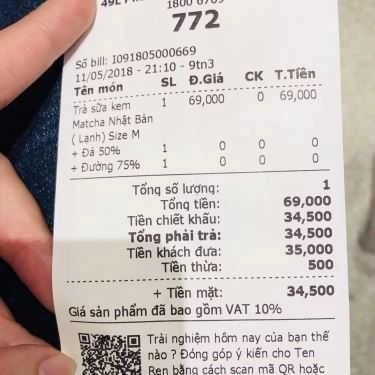 1800 6769
772
Số bill: I091805000669
11/05/2018 - 21:10 - 9tn3
Tên món SL Đ.Giá CK T.Tiền
Trà sữa kem 1 69,000 0 69,000
Matcha Nhật Bản
( Lạnh) Size M
+ Đá 50% 1 0 0 0
+ Đường 75% 1 0 0 0
Tổng số lượng: 1
Tổng tiền: 69,000
Tiền chiết khấu: 34,500
Tổng phải trả: 34,500
Tiền khách đưa: 35,000
Tiền thừa: 500
+ Tiền mặt: 34,500
Giá sản phẩm đã bao gồm VAT 10%
Trải nghiệm hôm nay của bạn thế
nào ? Đóng góp ý kiến cho Ten
Ren bằng cách scan mã QR hoặc